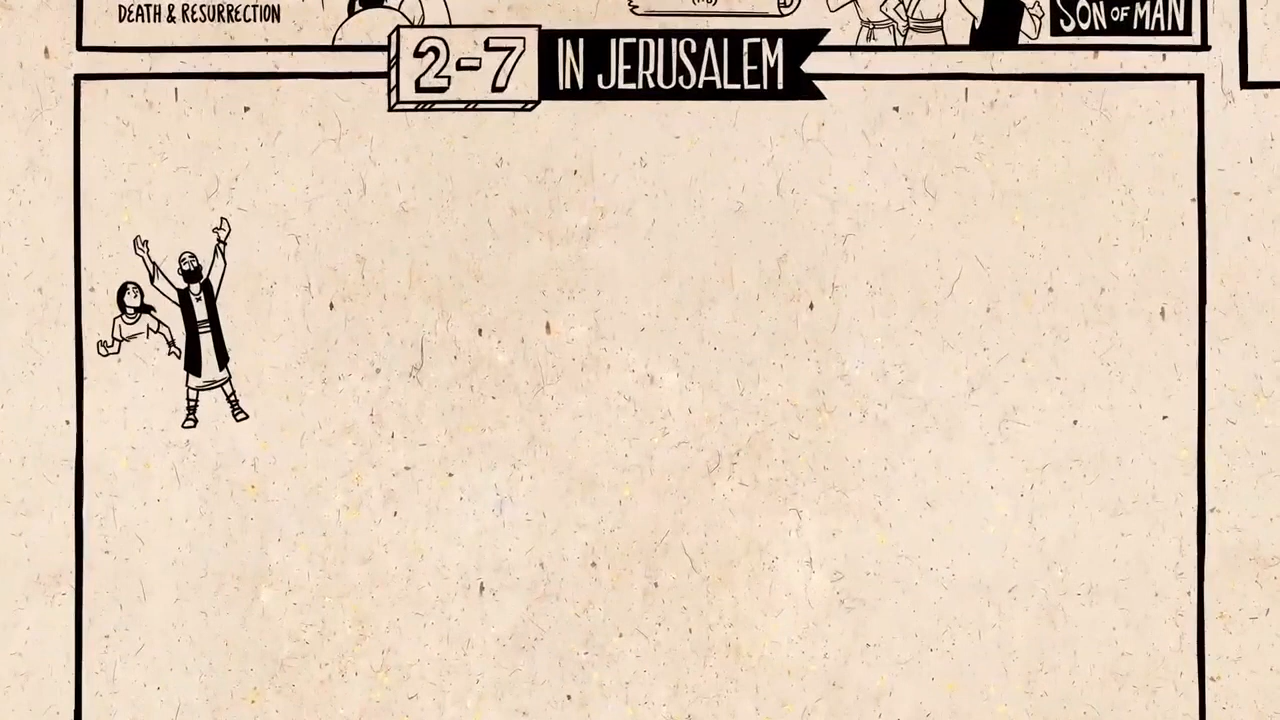 DEATH & RESURRECTION
SON OF MAN
2-7 IN JERUSALEM